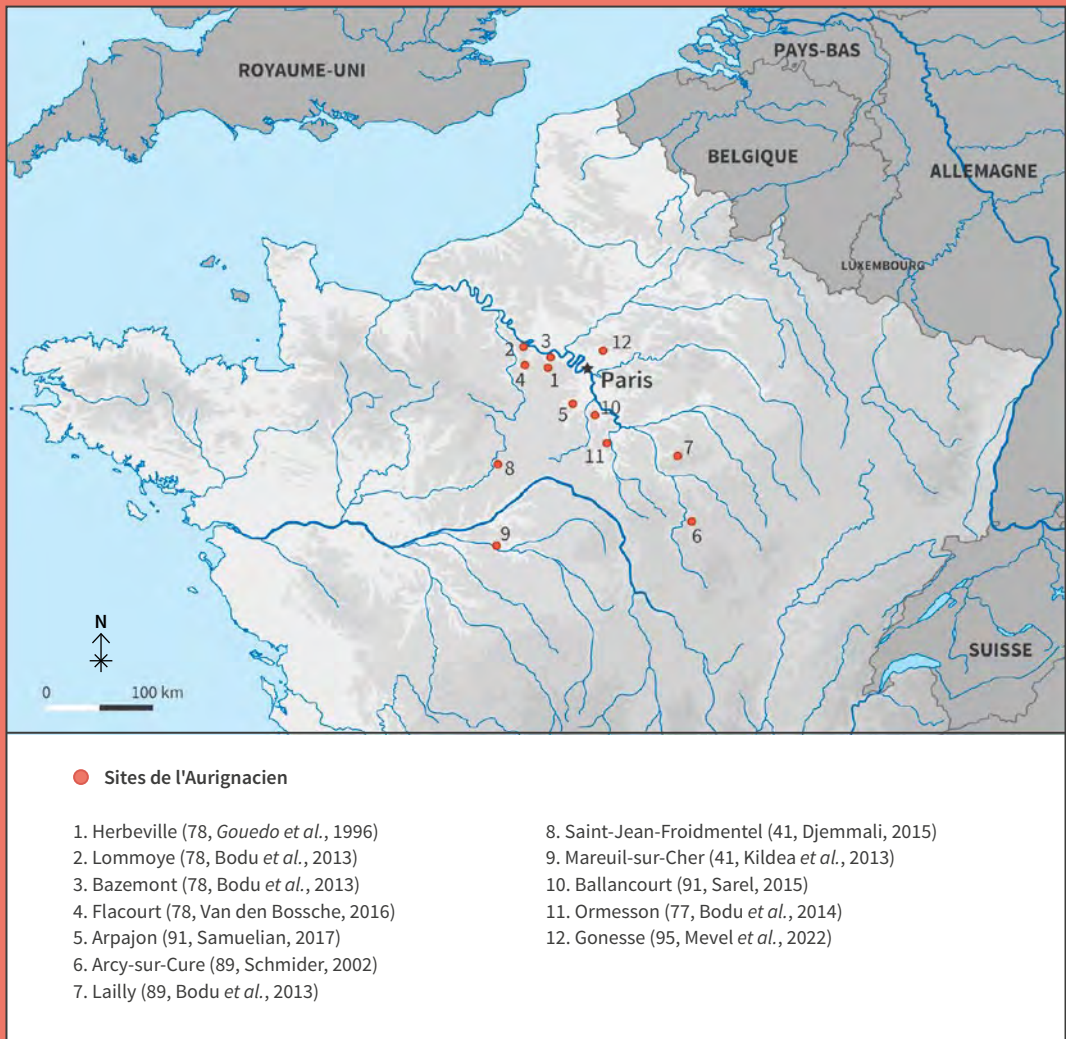 ROYAUME-UNI
PAYS-BAS
BELGIQUE
ALLEMAGNE
LUXEMBOURG
2
3
12
4
1
Paris
5
10
11
7
8
9
6
N
SUISSE
0 100 km
Sites de l'Aurignacien
1. Herbeville (78, Gouedo et al., 1996)
2. Lommoye (78, Bodu et al., 2013)
3. Bazemont (78, Bodu et al., 2013)
4. Flacourt (78, Van den Bossche, 2016)
5. Arpajon (91, Samuelian, 2017)
6. Arcy-sur-Cure (89, Schmider, 2002)
7. Lailly (89, Bodu et al., 2013)
8. Saint-Jean-Froidmentel (41, Djemmali, 2015)
9. Mareuil-sur-Cher (41, Kildea et al., 2013)
10. Ballancourt (91, Sarel, 2015)
11. Ormesson (77, Bodu et al., 2014)
12. Gonesse (95, Mevel et al., 2022)